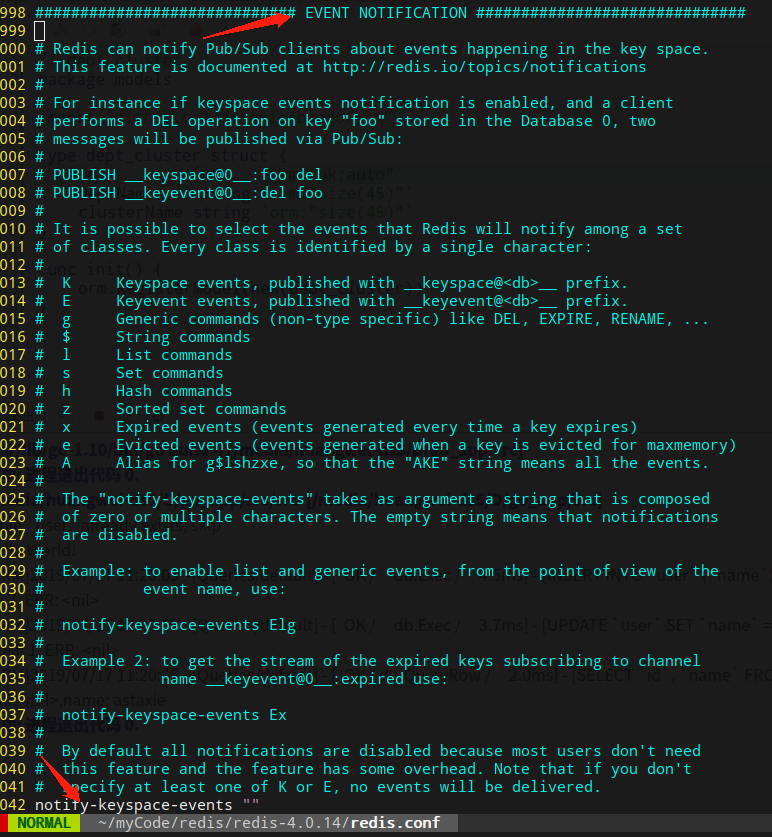 998 ############################# EVENT NOTIFICATION ##############################
999
000 # Redis can notify Pub/Sub clients about events happening in the key space.
001 # This feature is documented at http://redis.io/topics/notifications
002 #
003 # For instance if keyspace events notification is enabled, and a client
004 # performs a DEL operation on key "foo" stored in the Database 0, two
005 # messages will be published via Pub/Sub:
006 #
007 # PUBLISH __keyspace@0__:foo del
008 # PUBLISH __keyevent@0__:del foo
009 #
010 # It is possible to select the events that Redis will notify among a set
011 # of classes. Every class is identified by a single character:
012 #
013 #  K     Keyspace events, published with __keyspace@<db>__ prefix.
014 #  E     Keyevent events, published with __keyevent@<db>__ prefix.
015 #  g     Generic commands (non-type specific) like DEL, EXPIRE, RENAME, ...
016 #  $     String commands
017 #  l     List commands
018 #  s     Set commands
019 #  h     Hash commands
020 #  z     Sorted set commands
021 #  x     Expired events (events generated every time a key expires)
022 #  e     Evicted events (events generated when a key is evicted for maxmemory)
023 #  A     Alias for g$lshzxe, so that the "AKE" string means all the events.
024 #
025 #  The "notify-keyspace-events" takes as argument a string that is composed
026 #  of zero or multiple characters. The empty string means that notifications
027 #  are disabled.
028 #
029 #  Example: to enable list and generic events, from the point of view of the
030 #           event name, use:
031 #
032 #  notify-keyspace-events Elg
033 #
034 #  Example 2: to get the stream of the expired keys subscribing to channel
035 #             name __keyevent@0__:expired use:
036 #
037 #  notify-keyspace-events Ex
038 #
039 #  By default all notifications are disabled because most users don't need
040 #  this feature and the feature has some overhead. Note that if you don't
041 #  specify at least one of K or E, no events will be delivered.
042 notify-keyspace-events ""
NORMAL ~/myCode/redis/redis-4.0.14/redis.conf